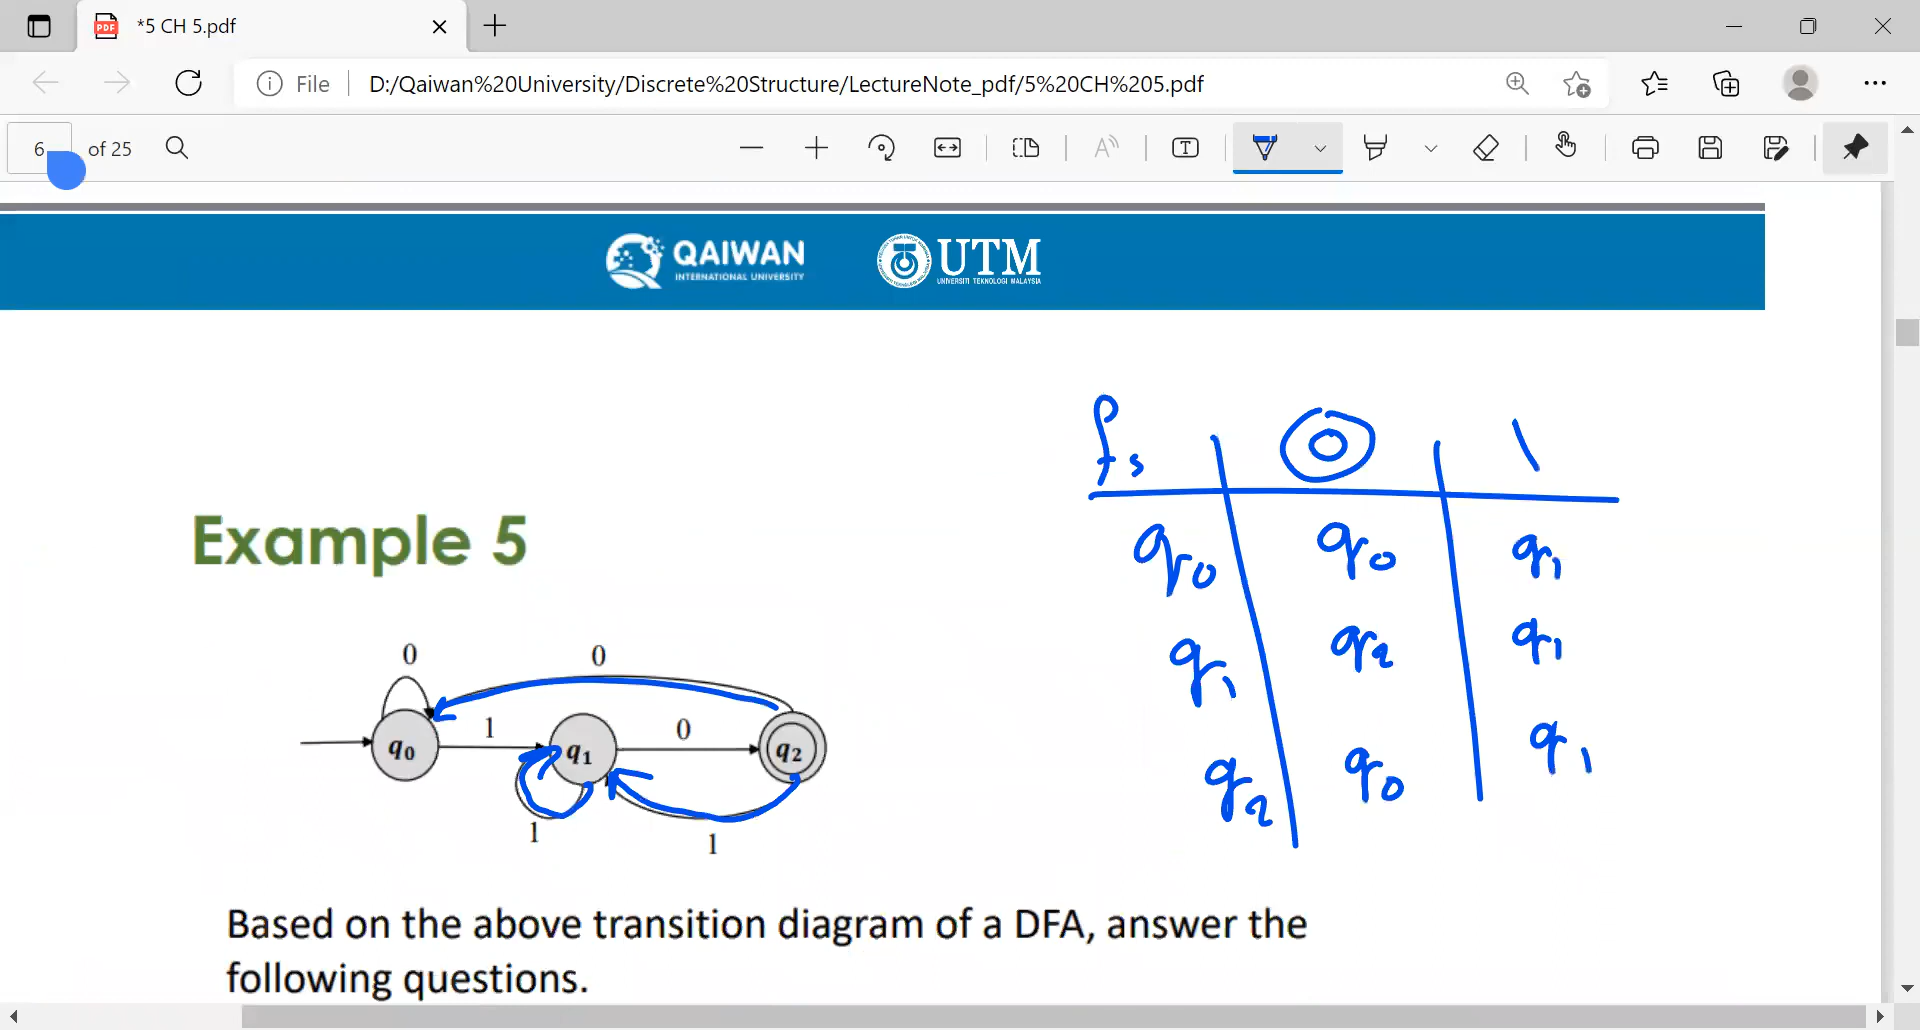 *5 CH 5.pdf
File
D:/Qaiwan%20University/Discrete%20Structure/LectureNote_pdf/5%20CH%205.pdf
6 of 25
QAIWAN
INTERNATIONAL UNIVERSITY
UTM
UNIVERSITI TEKNOLOGI MALAYSIA
fs 0 1
q0 q0 q1
q1 q2 q1
q2 q0 q1
Example 5
0 0
1 0
q0 q1 q2
1 1
Based on the above transition diagram of a DFA, answer the
following questions.